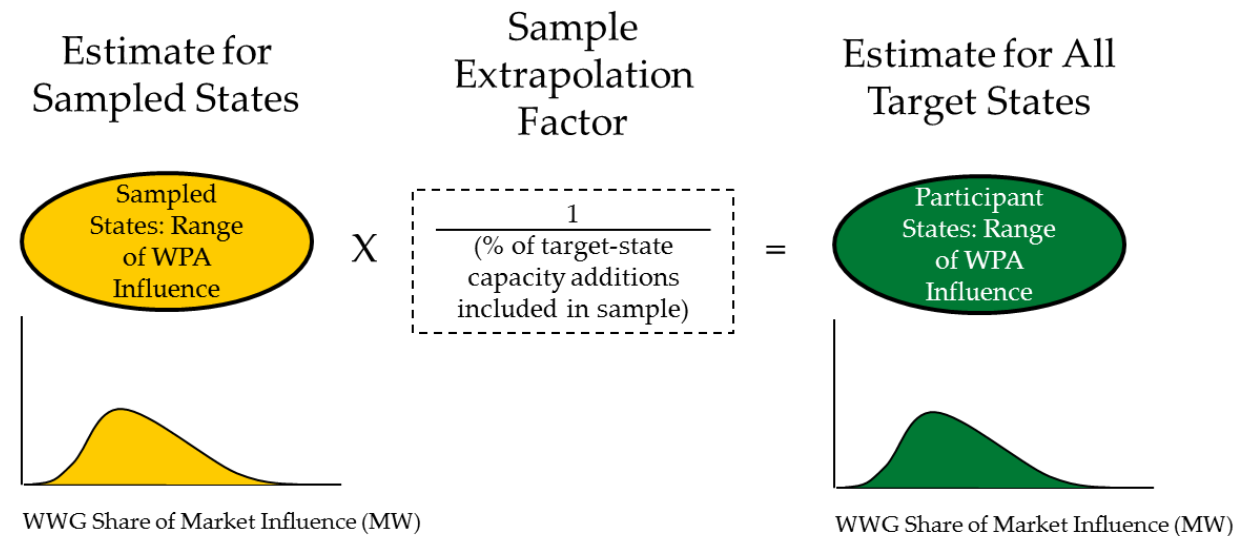 Estimate for
Sampled States
Sample
Extrapolation
Factor
Estimate for All
Target States
Sampled
States: Range
of WPA
Influence
X
1
(% of target-state
capacity additions
included in sample)
=
Participant
States: Range
of WPA
Influence
WWG Share of Market Influence (MW)
WWG Share of Market Influence (MW)